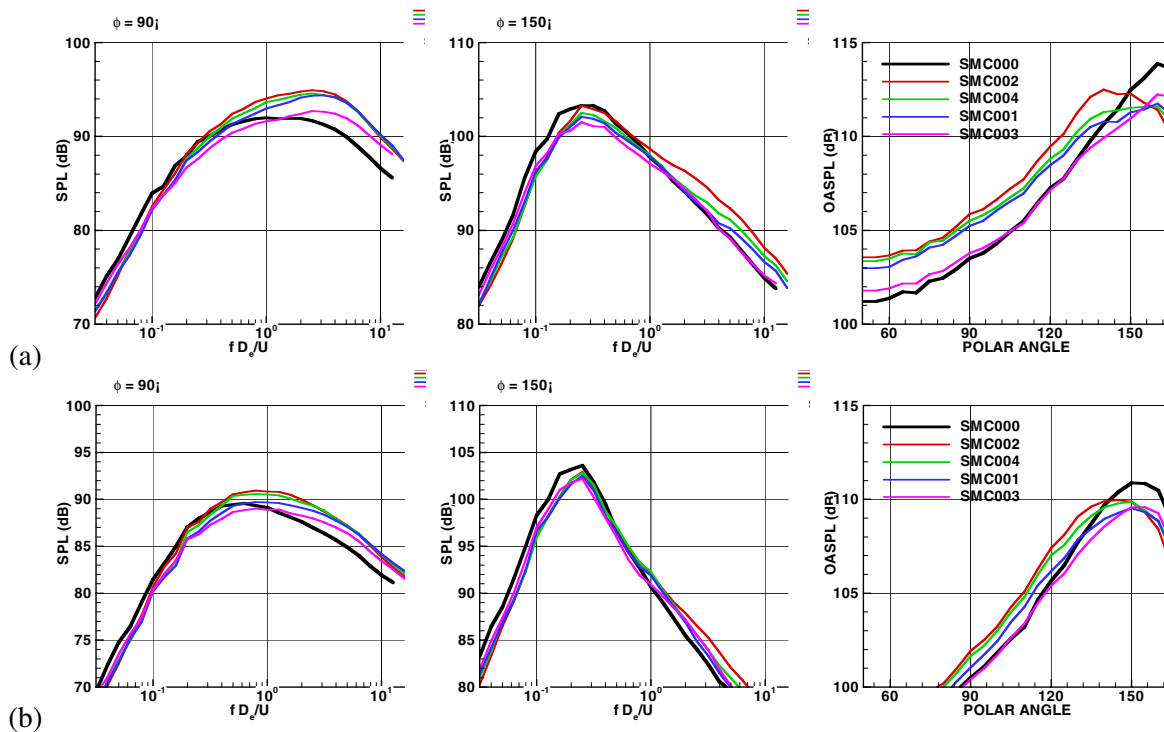 ϕ = 90¡
ϕ = 150¡
100
90
80
70
SPL (dB)
10-1
100
101
f De/U
110
100
90
80
SPL (dB)
10-1
100
101
f De/U
115
110
105
100
OASPL (dB)
SMC000
SMC002
SMC004
SMC001
SMC003
60
90
120
150
POLAR ANGLE
(a)
ϕ = 90¡
ϕ = 150¡
100
95
90
85
80
75
70
SPL (dB)
10-1
100
101
f De/U
110
105
100
95
90
85
80
SPL (dB)
10-1
100
101
f De/U
115
110
105
100
OASPL (dB)
SMC000
SMC002
SMC004
SMC001
SMC003
60
90
120
150
POLAR ANGLE
(b)